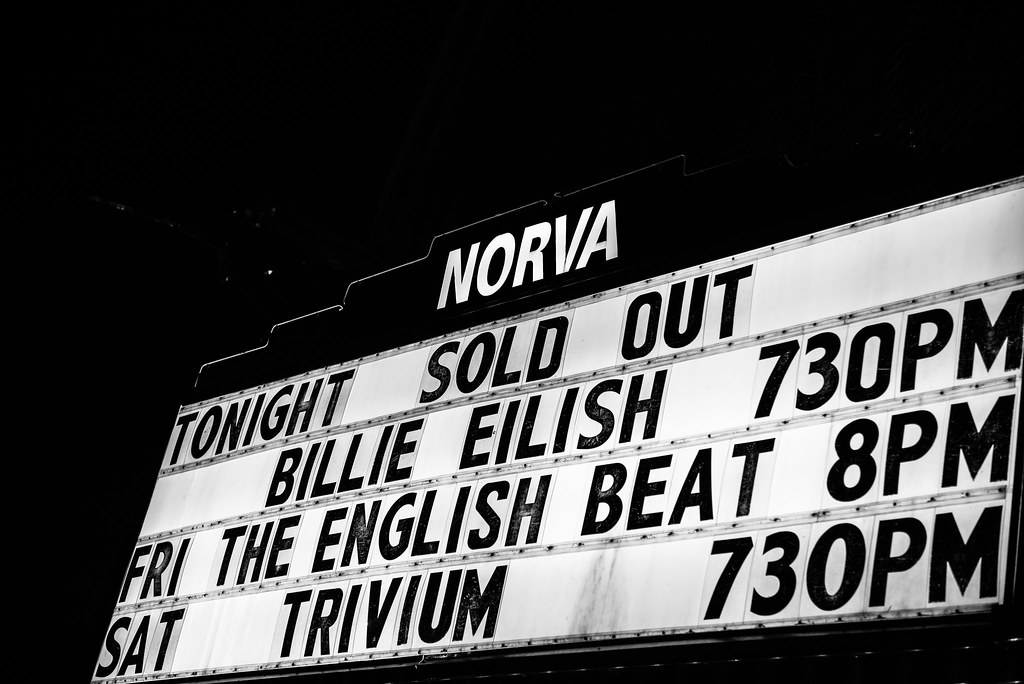 NORVA
TONIGHT SOLD OUT
BILLIE EILISH 730PM
FRI THE ENGLISH BEAT 8PM
SAT TRIVIUM 730PM